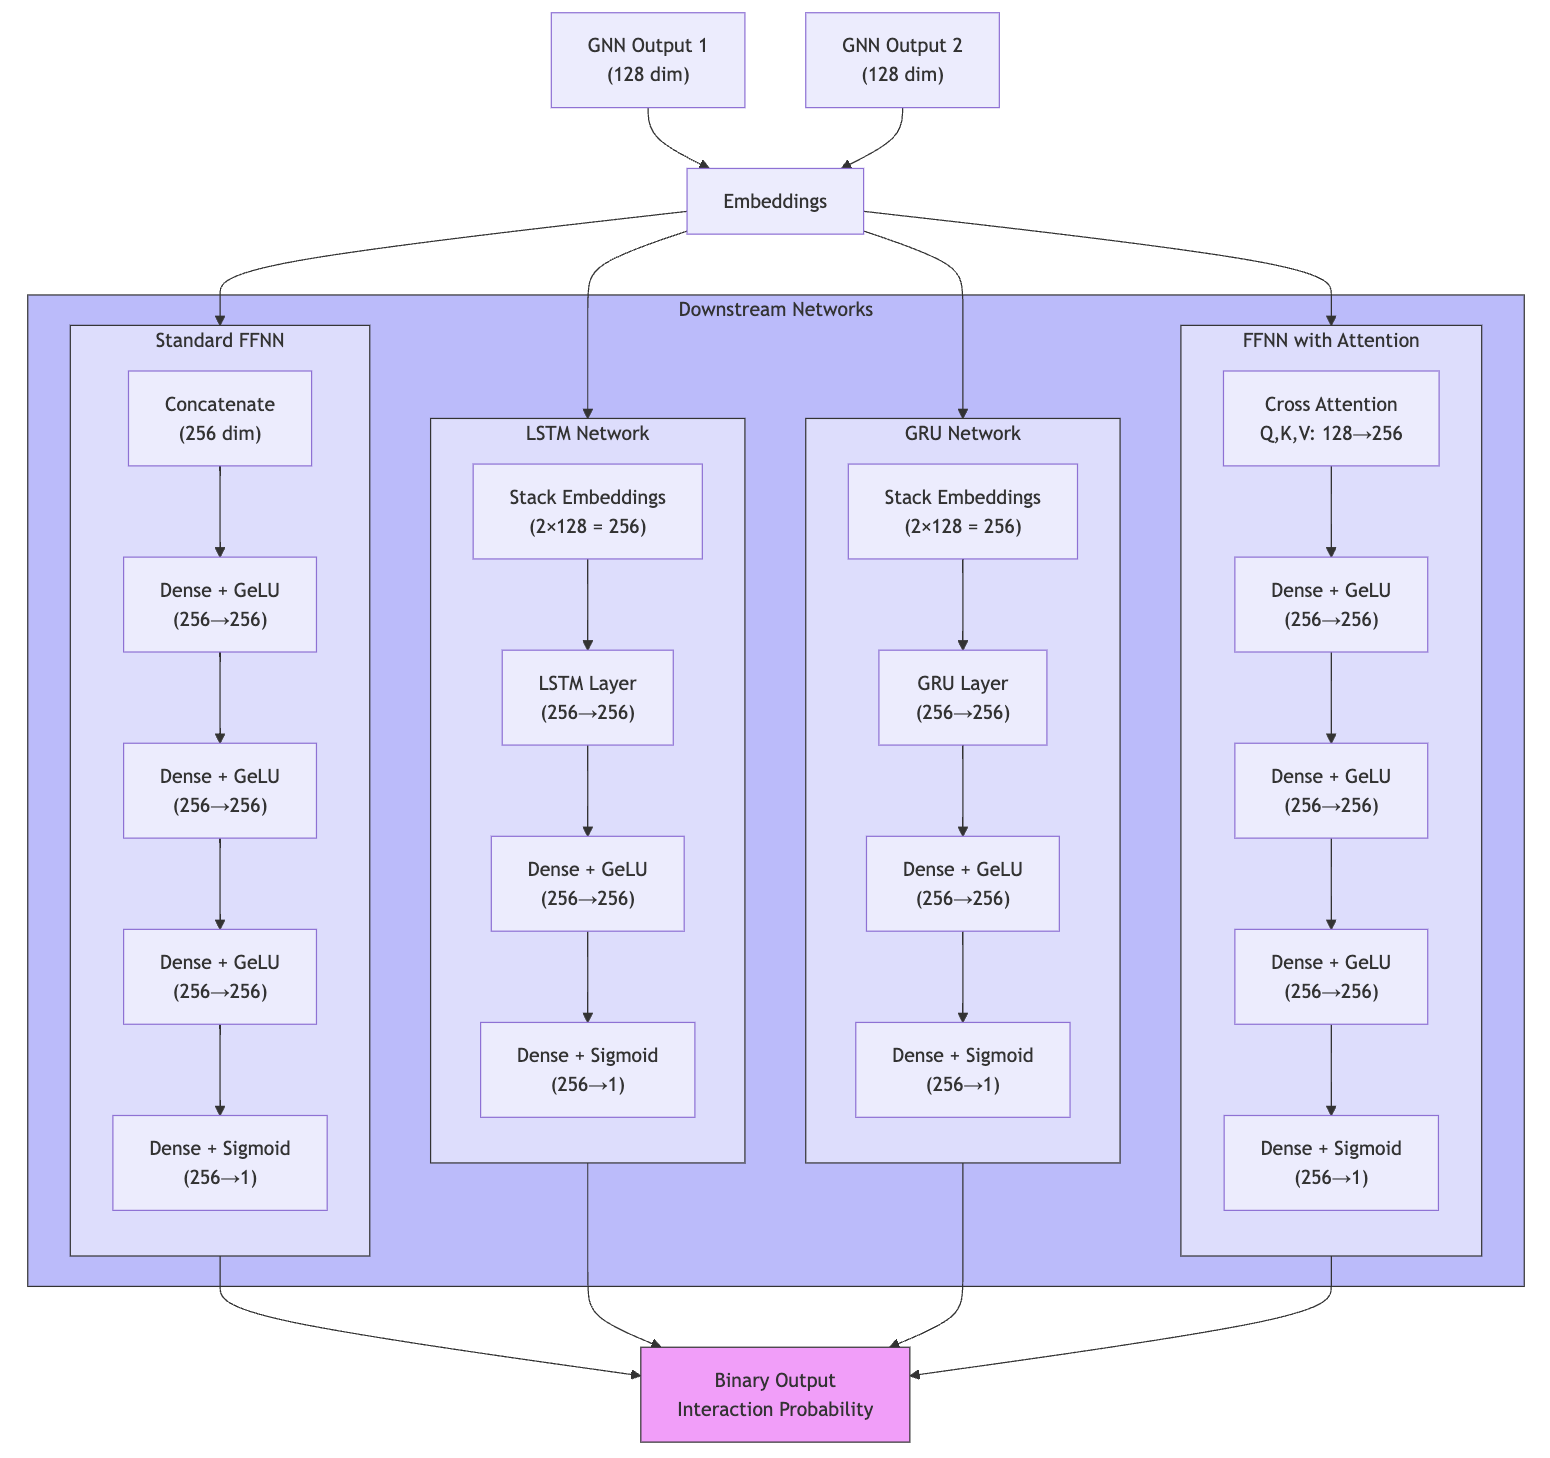 GNN Output 1
(128 dim)
GNN Output 2
(128 dim)
Embeddings
Downstream Networks
Standard FFNN
Concatenate
(256 dim)
Dense + GeLU
(256→256)
Dense + GeLU
(256→256)
Dense + GeLU
(256→256)
Dense + Sigmoid
(256→1)
LSTM Network
Stack Embeddings
(2×128 = 256)
LSTM Layer
(256→256)
Dense + GeLU
(256→256)
Dense + Sigmoid
(256→1)
GRU Network
Stack Embeddings
(2×128 = 256)
GRU Layer
(256→256)
Dense + GeLU
(256→256)
Dense + Sigmoid
(256→1)
FFNN with Attention
Cross Attention
Q,K,V: 128→256
Dense + GeLU
(256→256)
Dense + GeLU
(256→256)
Dense + GeLU
(256→256)
Dense + Sigmoid
(256→1)
Binary Output
Interaction Probability